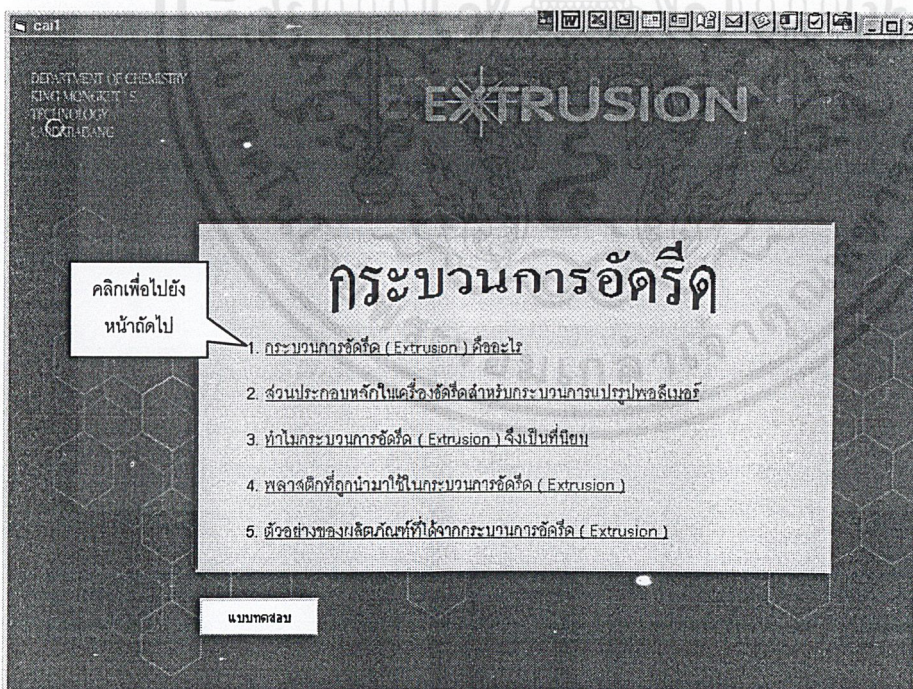 cai1
DEPARTMENT OF CHEMISTRY
KING MONGKUT'S
TECHNOLOGY
LARDKRABANG
EXTRUSION
กระบวนการอัดรีด
คลิกเพื่อไปยัง
หน้าถัดไป
1. กระบวนการอัดรีด ( Extrusion ) คืออะไร
2. ส่วนประกอบหลักในเครื่องอัดรีดสำหรับกระบวนการแปรรูปพอลิเมอร์
3. ทำไมกระบวนการอัดรีด ( Extrusion ) จึงเป็นที่นิยม
4. พลาสติกที่ถูกนำมาใช้ในกระบวนการอัดรีด ( Extrusion )
5. ตัวอย่างของผลิตภัณฑ์ที่ได้จากกระบวนการอัดรีด ( Extrusion )
แบบทดสอบ